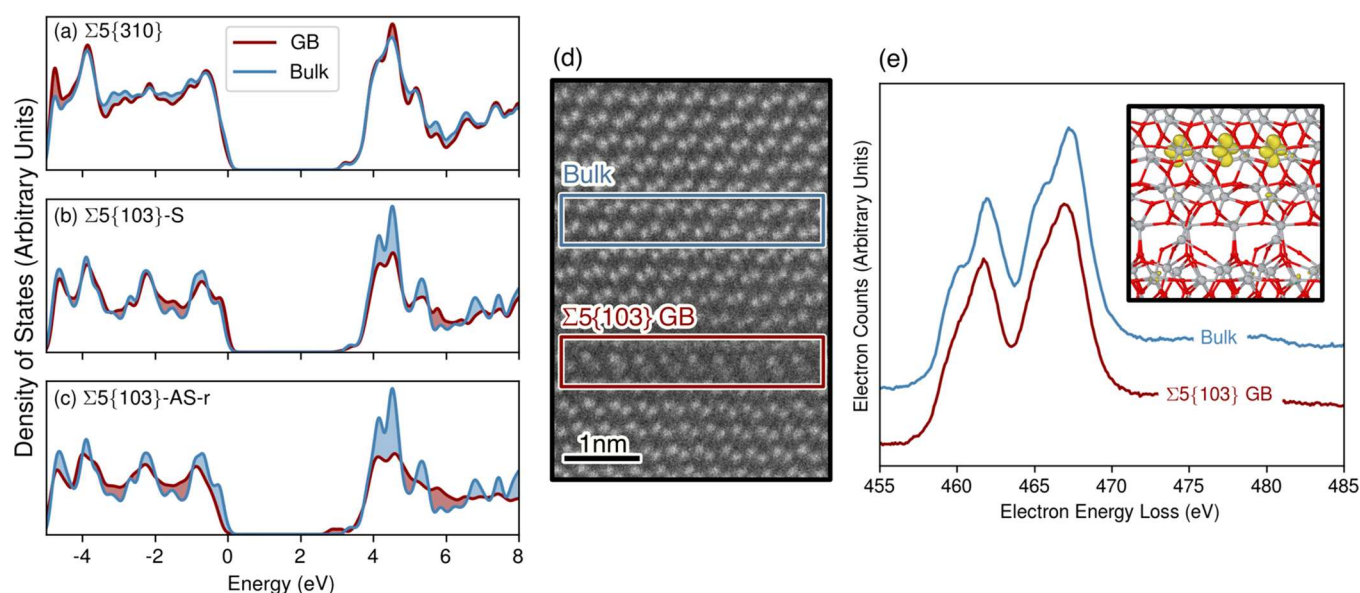 Density of States (Arbitrary Units)
(a) Σ5{310}
GB
Bulk
(b) Σ5{103}-S
(c) Σ5{103}-AS-r
-4 -2 0 2 4 6 8
Energy (eV)
(d)
Bulk
Σ5{103} GB
1nm
(e)
Electron Counts (Arbitrary Units)
Bulk
Σ5{103} GB
455 460 465 470 475 480 485
Electron Energy Loss (eV)